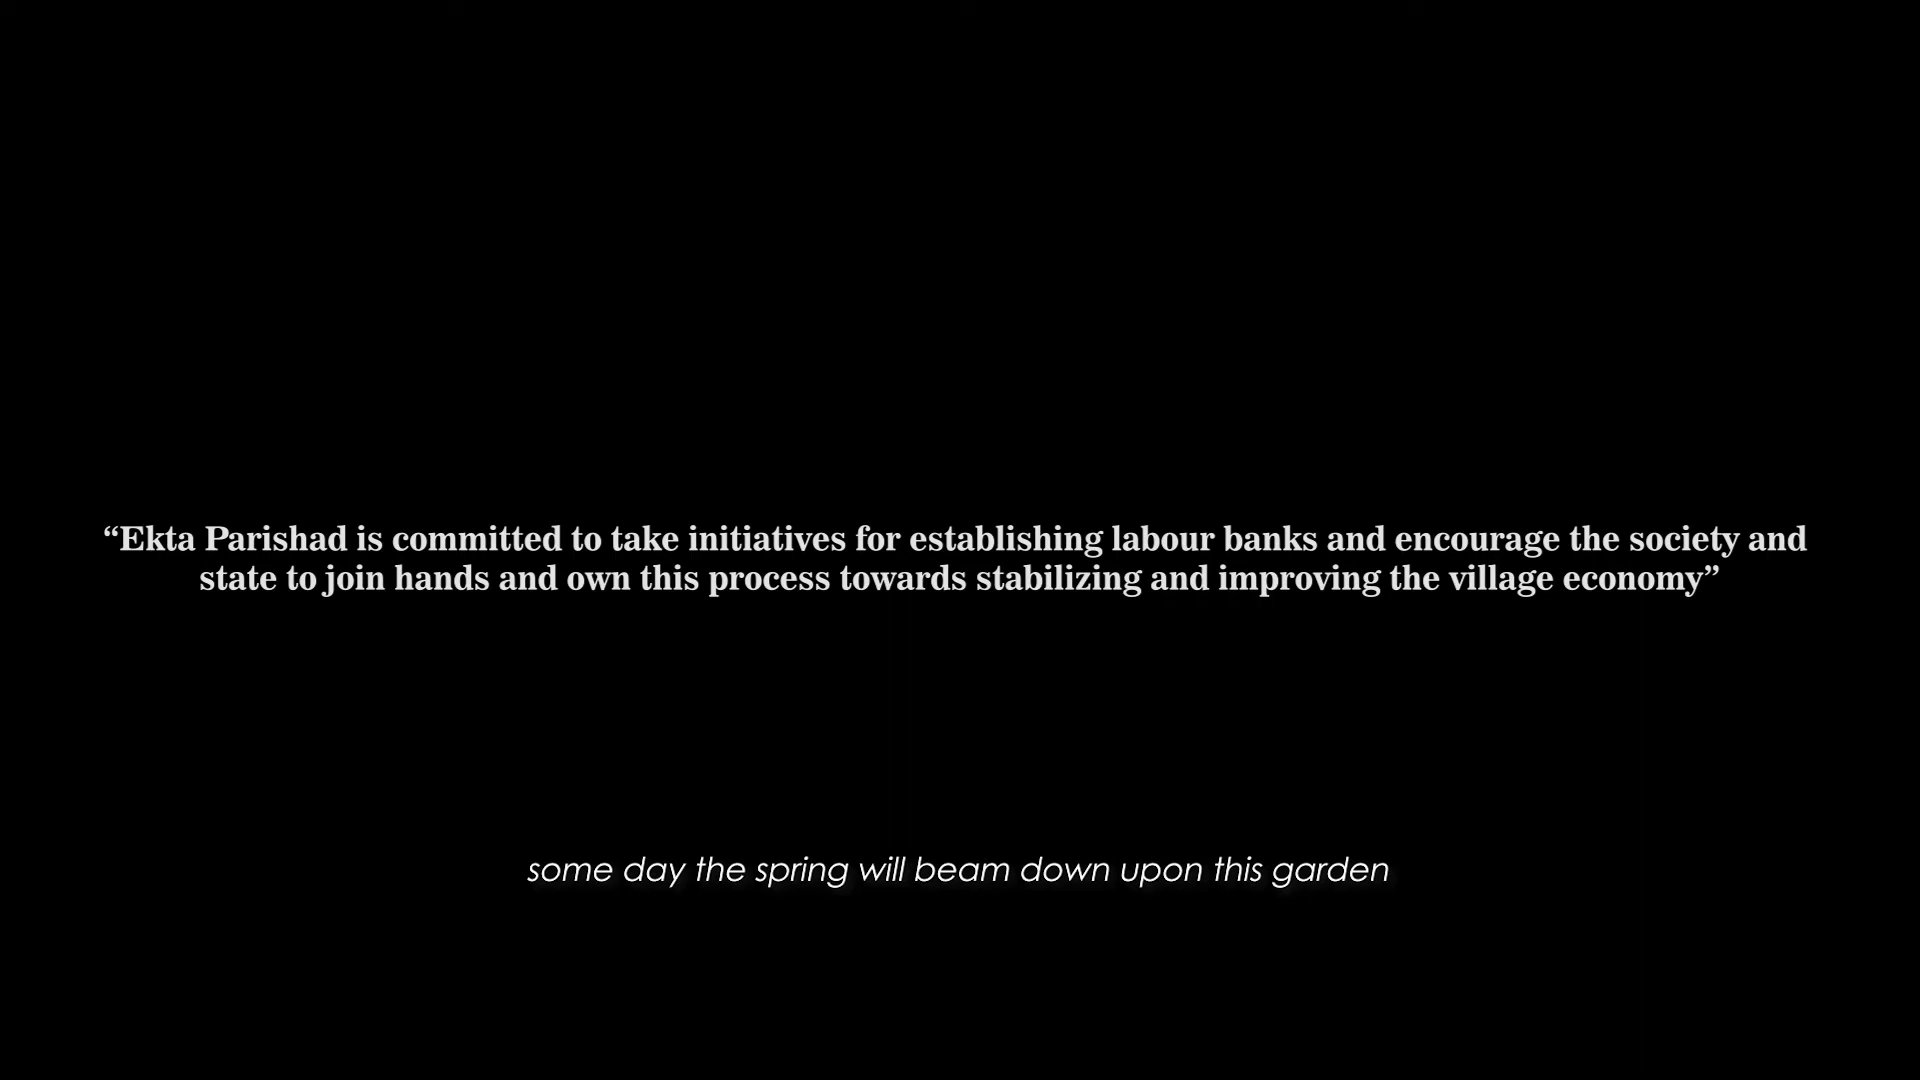 “Ekta Parishad is committed to take initiatives for establishing labour banks and encourage the society and
state to join hands and own this process towards stabilizing and improving the village economy”
some day the spring will beam down upon this garden